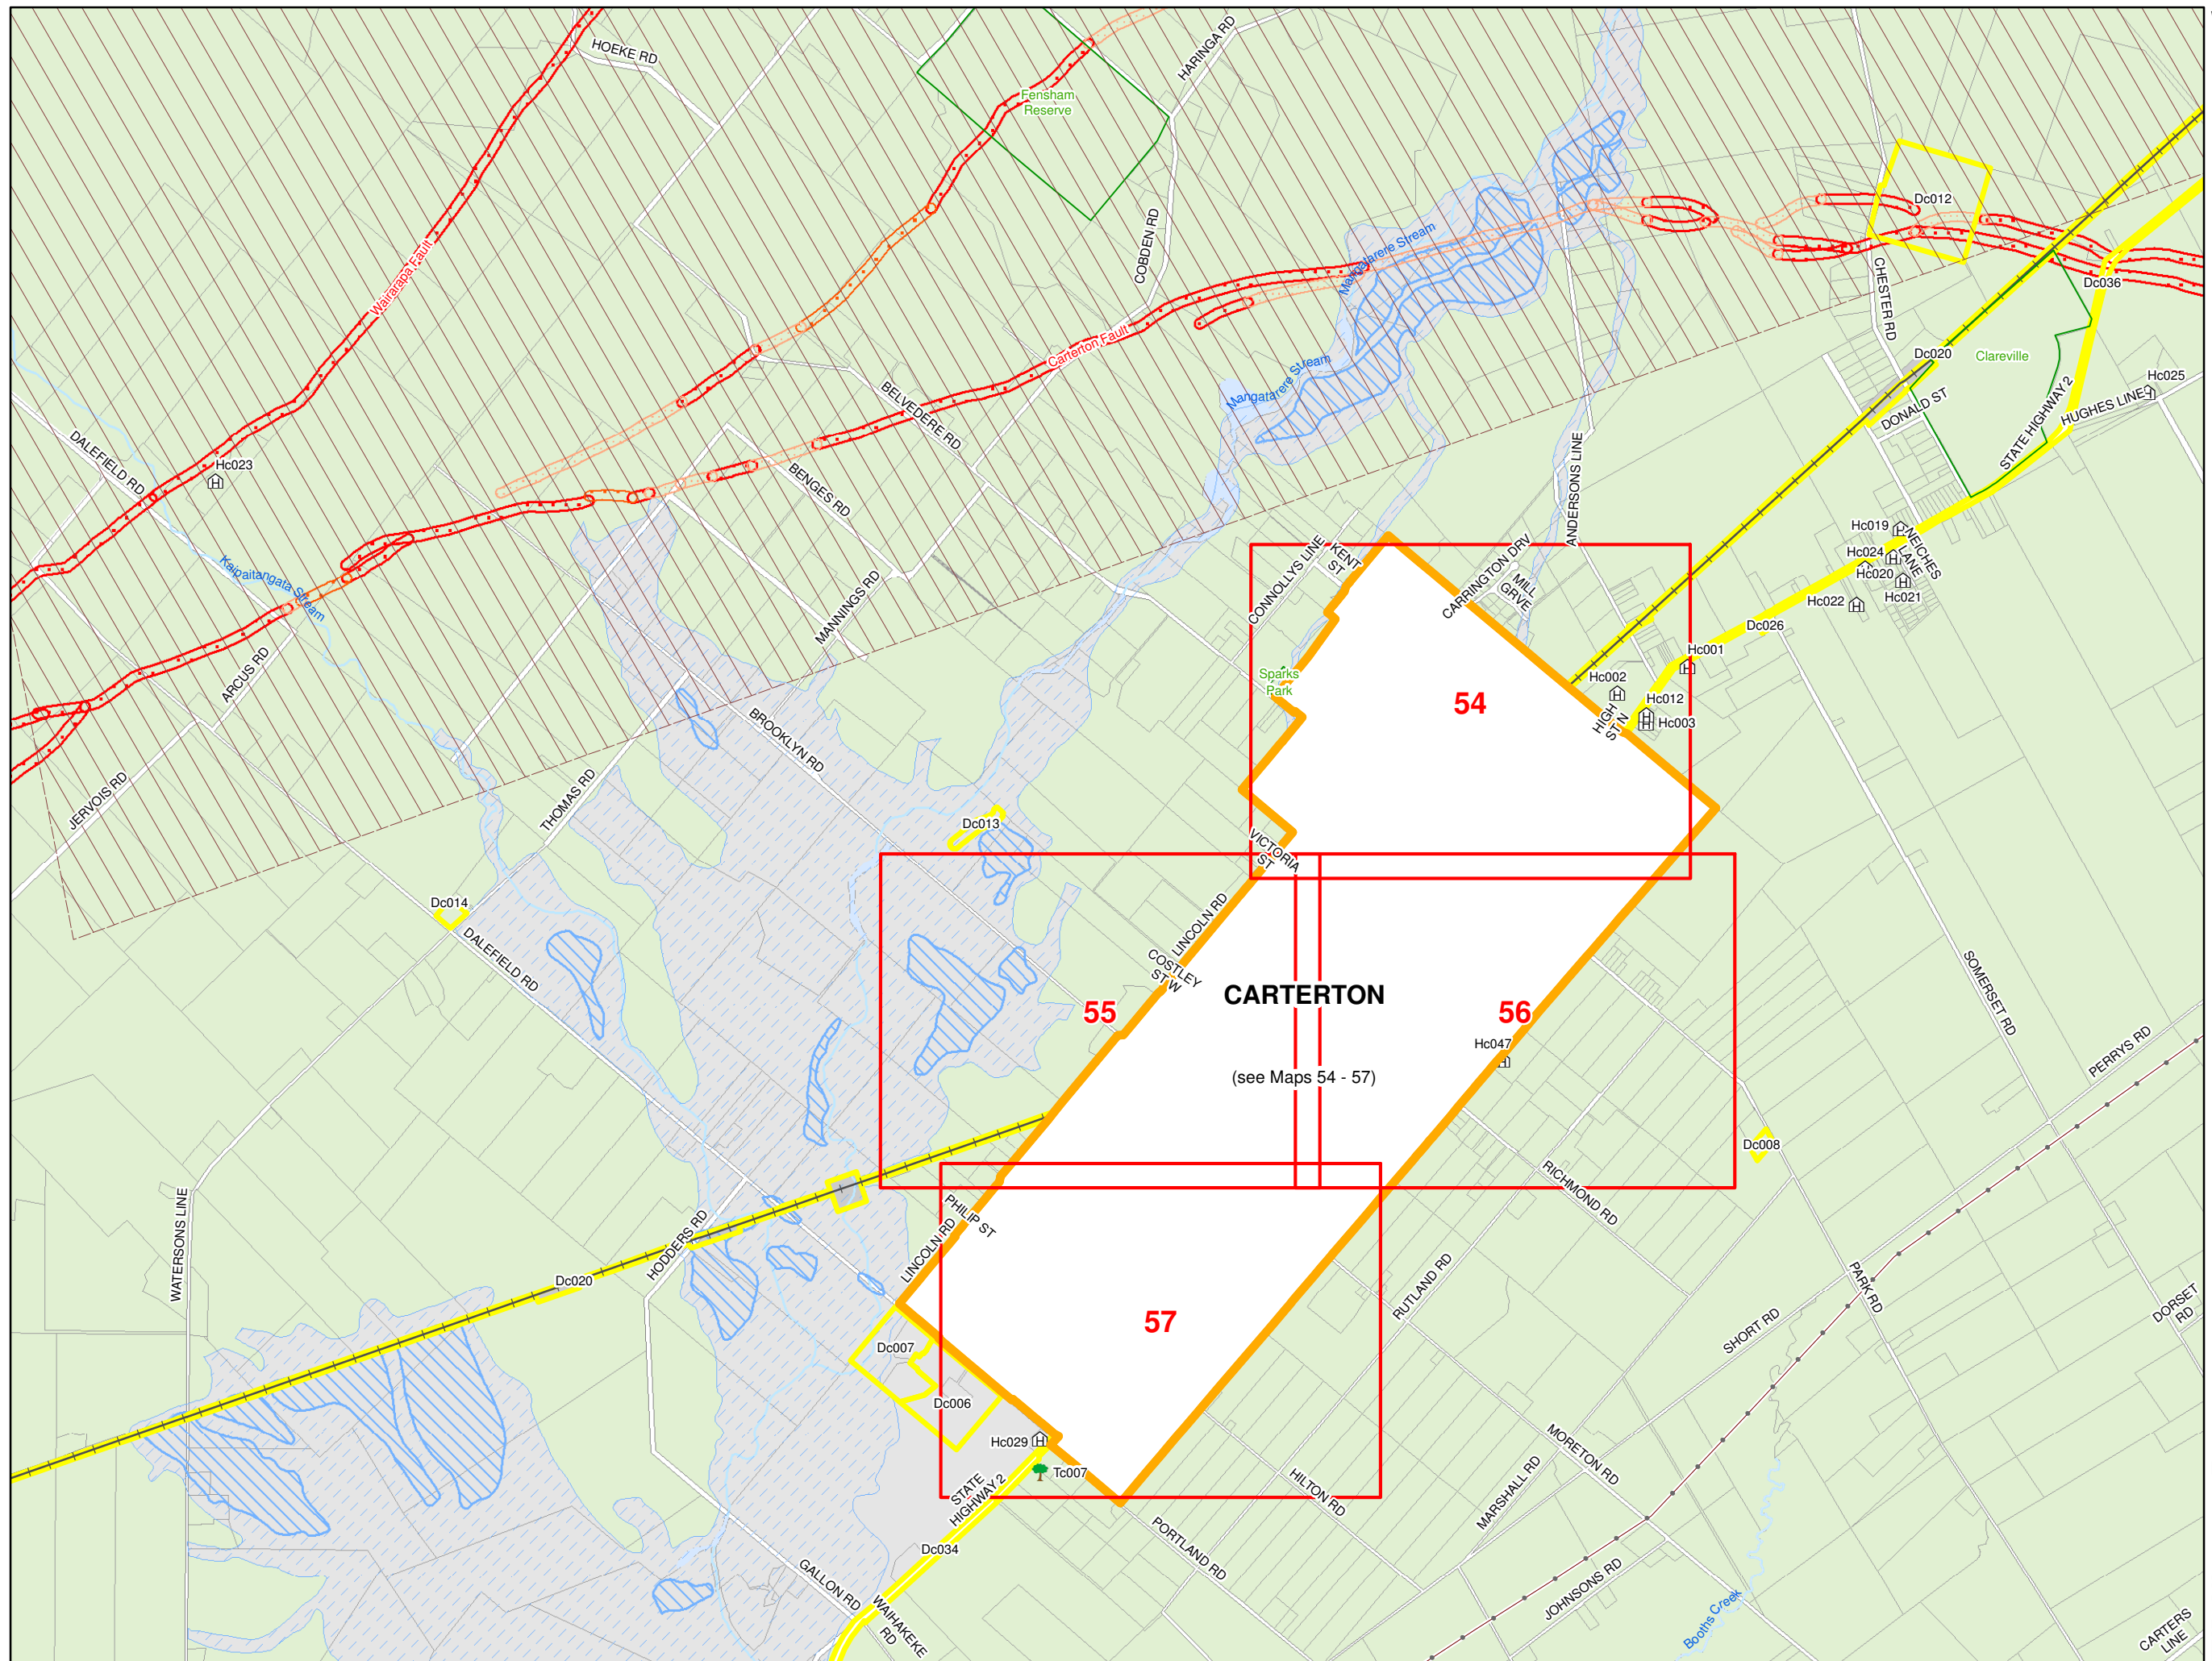 HOEKE RD
HARINGA RD
Fensham
Reserve
Dc012
COBDEN RD
Mangatarere Stream
Wairarapa Fault
CHESTER RD
Dc036
Carterton Fault
Mangatarere Stream
Dc020
Clareville
Hc025
BELVEDERE RD
DONALD ST
HUGHES LINE
STATE HIGHWAY 2
DALEFIELD RD
Hc023
BENGES RD
ANDERSONS LINE
Hc019
NEICHES
LANE
Hc024
Hc020
Hc021
Hc022
CONNOLLYS LINE
KENT
ST
CARRINGTON DRV
MILL
GRVE
Kaipaitangata Stream
MANNINGS RD
Dc026
Hc001
ARCUS RD
Sparks
Park
Hc002
Hc012
Hc003
HIGH
ST N
54
BROOKLYN RD
JERVOIS RD
THOMAS RD
Dc013
VICTORIA
ST
Dc014
LINCOLN RD
DALEFIELD RD
COSTLEY
ST W
SOMERSET RD
CARTERTON
55
56
Hc047
(see Maps 54 - 57)
PERRYS RD
Dc008
RICHMOND RD
WATERSONS LINE
PHILIP ST
LINCOLN RD
HODDERS RD
Dc020
RUTLAND RD
PARK RD
DORSET
RD
57
SHORT RD
Dc007
Dc006
Hc029
Tc007
STATE
HIGHWAY 2
MORETON RD
MARSHALL RD
HILTON RD
PORTLAND RD
Dc034
GALLON RD
WAIHAKEKE
RD
JOHNSONS RD
Booths Creek
CARTERS
LINE